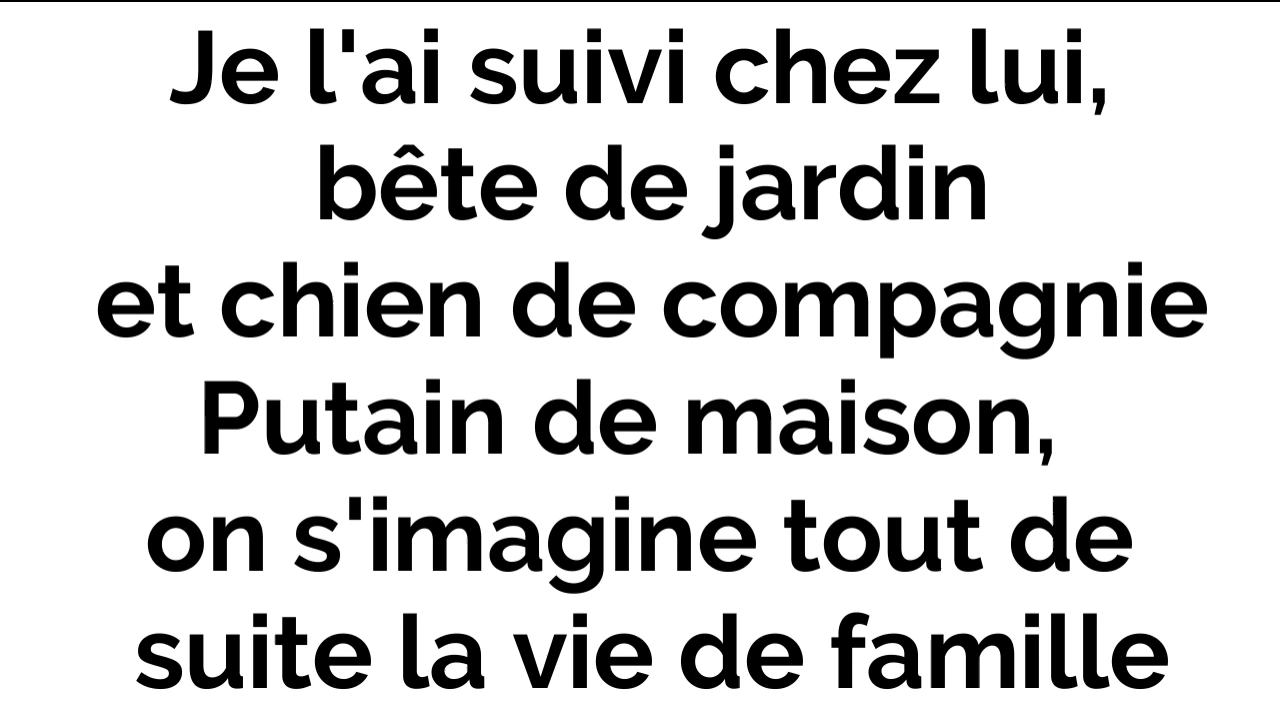 Je l'ai suivi chez lui,
bête de jardin
et chien de compagnie
Putain de maison,
on s'imagine tout de
suite la vie de famille